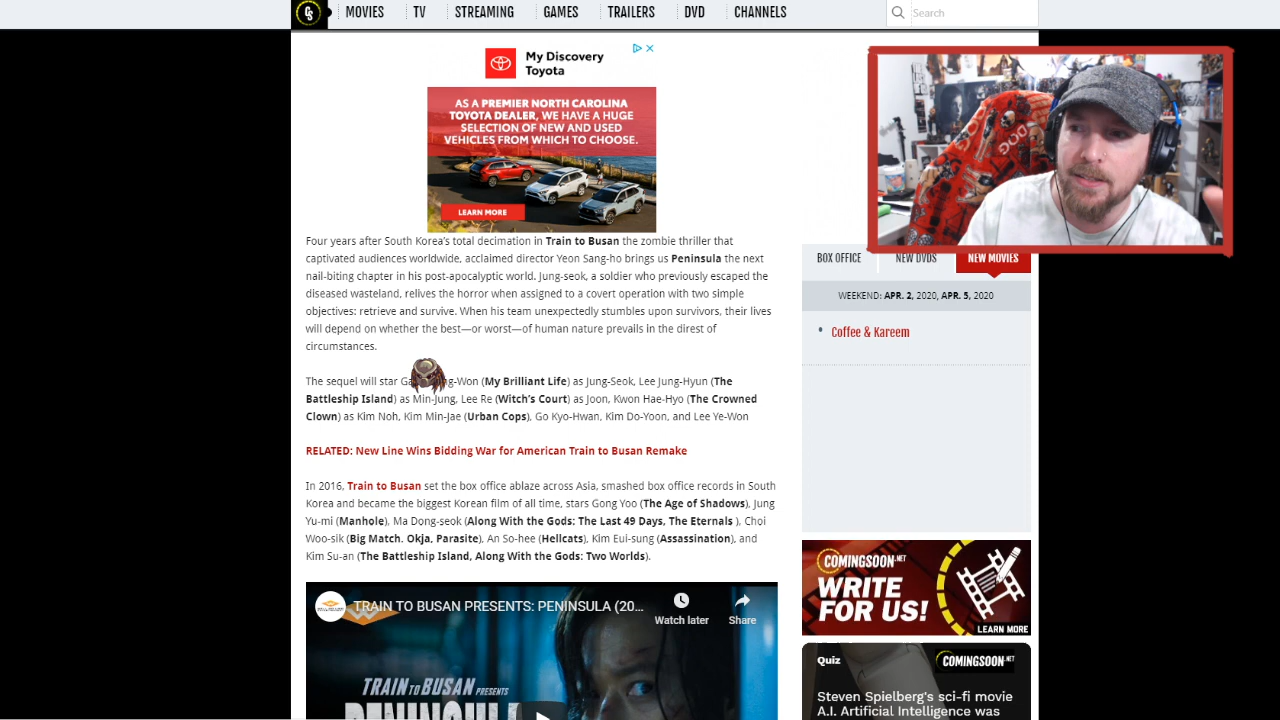 CS
MOVIES
TV
STREAMING
GAMES
TRAILERS
DVD
CHANNELS
Search
My Discovery
Toyota
AS A PREMIER NORTH CAROLINA
TOYOTA DEALER, WE HAVE A HUGE
SELECTION OF NEW AND USED
VEHICLES FROM WHICH TO CHOOSE.
LEARN MORE
Four years after South Korea's total decimation in Train to Busan the zombie thriller that
captivated audiences worldwide, acclaimed director Yeon Sang-ho brings us Peninsula the next
nail-biting chapter in his post-apocalyptic world. Jung-seok, a soldier who previously escaped the
diseased wasteland, relives the horror when assigned to a covert operation with two simple
objectives: retrieve and survive. When his team unexpectedly stumbles upon survivors, their lives
will depend on whether the best—or worst—of human nature prevails in the direst of
circumstances.
The sequel will star (My Brilliant Life) as Jung-Seok, Lee Jung-Hyun (The
Battleship Island) as Min-Jung, Lee Re (Witch's Court) as Joon, Kwon Hae-Hyo (The Crowned
Clown) as Kim Noh, Kim Min-Jae (Urban Cops), Go Kyo-Hwan, Kim Do-Yoon, and Lee Ye-Won
RELATED: New Line Wins Bidding War for American Train to Busan Remake
In 2016, Train to Busan set the box office ablaze across Asia, smashed box office records in South
Korea and became the biggest Korean film of all time, stars Gong Yoo (The Age of Shadows), Jung
Yu-mi (Manhole), Ma Dong-seok (Along With the Gods: The Last 49 Days, The Eternals ), Choi
Woo-sik (Big Match. Okja, Parasite), An So-hee (Hellcats), Kim Eui-sung (Assassination), and
Kim Su-an (The Battleship Island, Along With the Gods: Two Worlds).
TRAIN TO BUSAN PRESENTS: PENINSULA (20...
Watch later
Share
TRAIN TO BUSAN PRESENTS
PENINSULA
BOX OFFICE
NEW DVDS
NEW MOVIES
WEEKEND: APR. 2, 2020, APR. 5, 2020
Coffee & Kareem
COMINGSOON.NET
WRITE
FOR US!
LEARN MORE
Quiz
COMINGSOON.NET
Steven Spielberg's sci-fi movie
A.I. Artificial Intelligence was